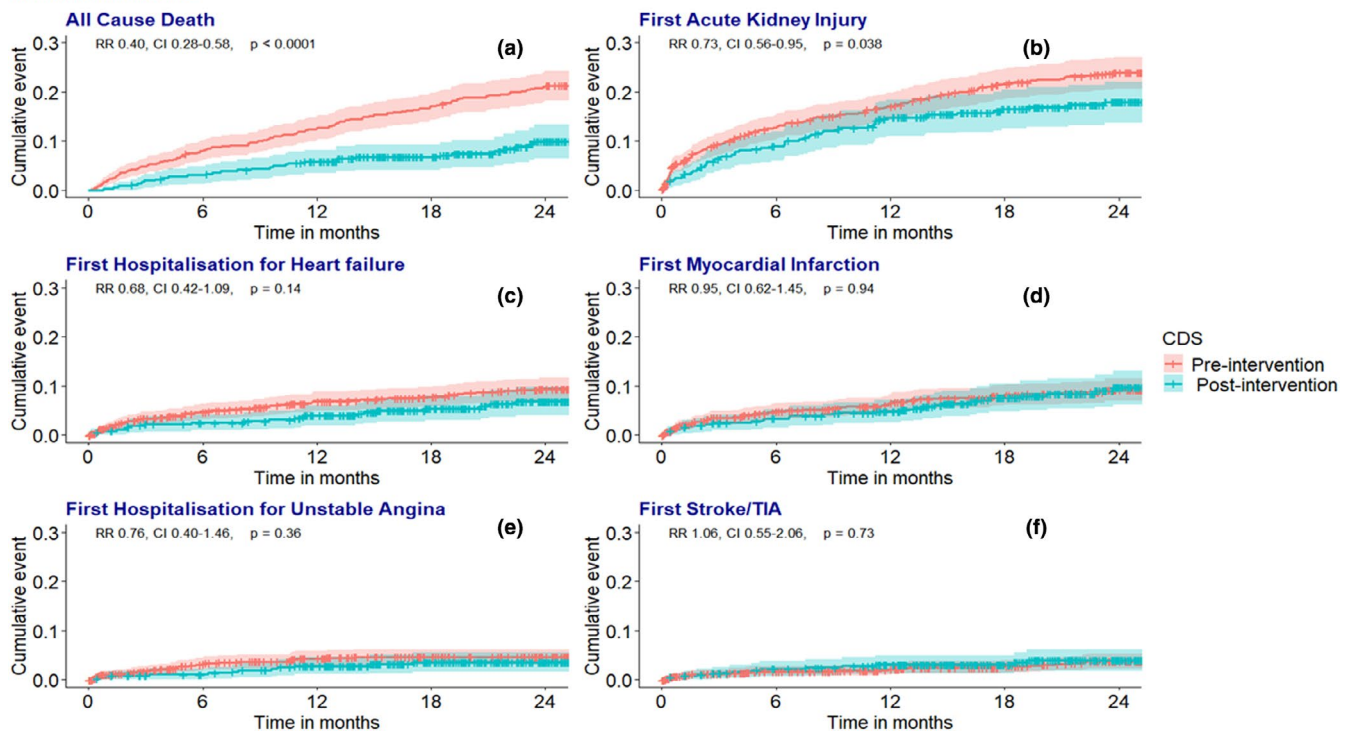 All Cause Death
RR 0.40, CI 0.28-0.58, p < 0.0001
(a)
Cumulative event
0.3
0.2
0.1
0.0
0 6 12 18 24
Time in months
First Acute Kidney Injury
RR 0.73, CI 0.56-0.95, p = 0.038
(b)
Cumulative event
0.3
0.2
0.1
0.0
0 6 12 18 24
Time in months
First Hospitalisation for Heart failure
RR 0.68, CI 0.42-1.09, p = 0.14
(c)
Cumulative event
0.3
0.2
0.1
0.0
0 6 12 18 24
Time in months
First Myocardial Infarction
RR 0.95, CI 0.62-1.45, p = 0.94
(d)
Cumulative event
0.3
0.2
0.1
0.0
0 6 12 18 24
Time in months
CDS
Pre-intervention
Post-intervention
First Hospitalisation for Unstable Angina
RR 0.76, CI 0.40-1.46, p = 0.36
(e)
Cumulative event
0.3
0.2
0.1
0.0
0 6 12 18 24
Time in months
First Stroke/TIA
RR 1.06, CI 0.55-2.06, p = 0.73
(f)
Cumulative event
0.3
0.2
0.1
0.0
0 6 12 18 24
Time in months